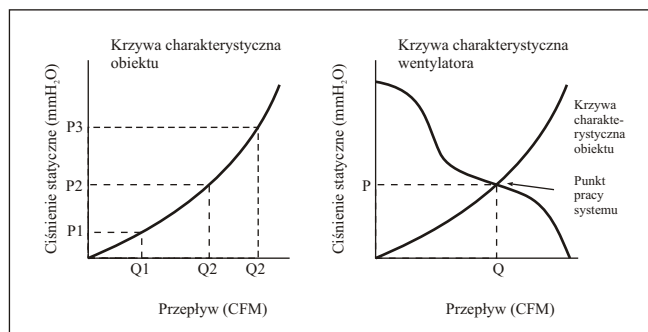 Krzywa charakterystyczna
obiektu
Ciśnienie statyczne (mmH₂O)
P3
P2
P1
Q1
Q2
Q2
Przepływ (CFM)
Krzywa charakterystyczna
wentylatora
Ciśnienie statyczne (mmH₂O)
P
Krzywa
charakte-
rystyczna
obiektu
Punkt
pracy
systemu
Q
Przepływ (CFM)